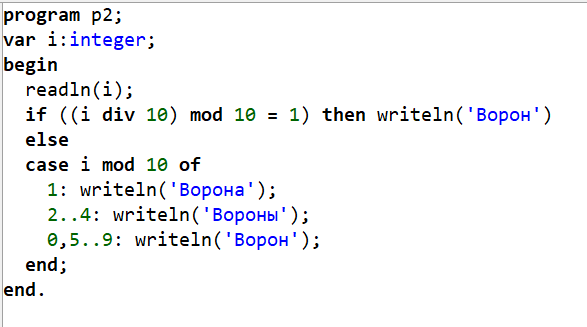 program p2;
var i:integer;
begin
readln(i);
if ((i div 10) mod 10 = 1) then writeln('Ворон')
else
case i mod 10 of
1: writeln('Ворона');
2..4: writeln('Вороны');
0,5..9: writeln('Ворон');
end;
end.